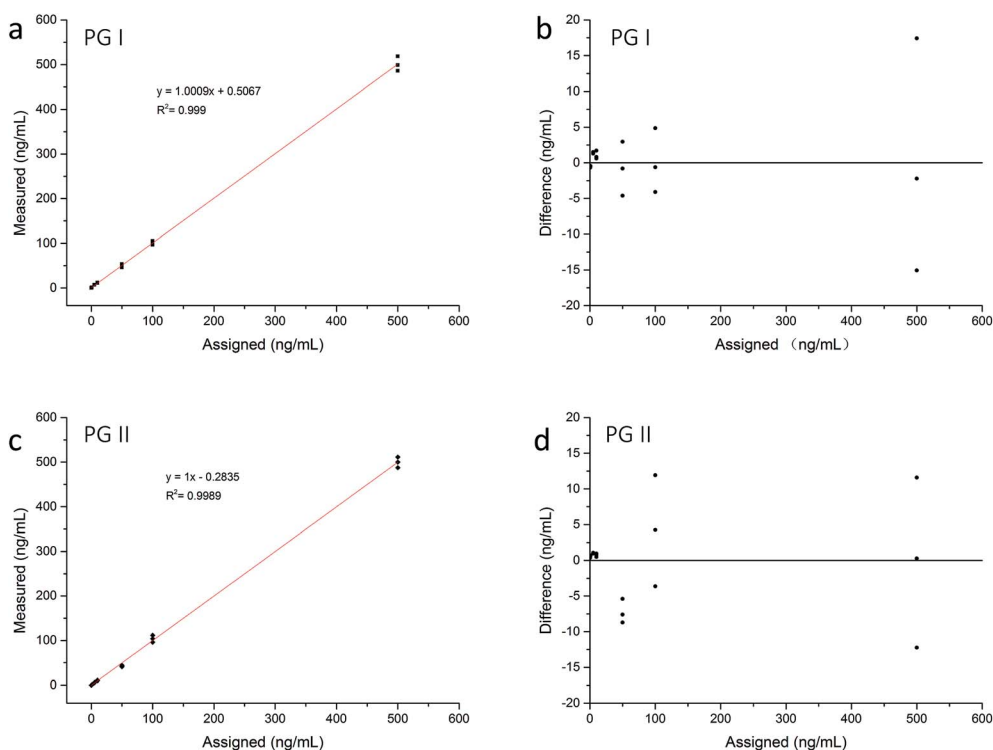 a
PG I
600
500
400
300
200
100
0
Measured (ng/mL)
y = 1.0009x + 0.5067
R²= 0.999
0 100 200 300 400 500 600
Assigned (ng/mL)
b
PG I
20
15
10
5
0
-5
-10
-15
-20
Difference (ng/mL)
0 100 200 300 400 500 600
Assigned （ng/mL）
c
PG II
600
500
400
300
200
100
0
Measured (ng/mL)
y = 1x - 0.2835
R²= 0.9989
0 100 200 300 400 500 600
Assigned (ng/mL)
d
PG II
20
15
10
5
0
-5
-10
-15
-20
Difference (ng/mL)
0 100 200 300 400 500 600
Assigned (ng/mL)